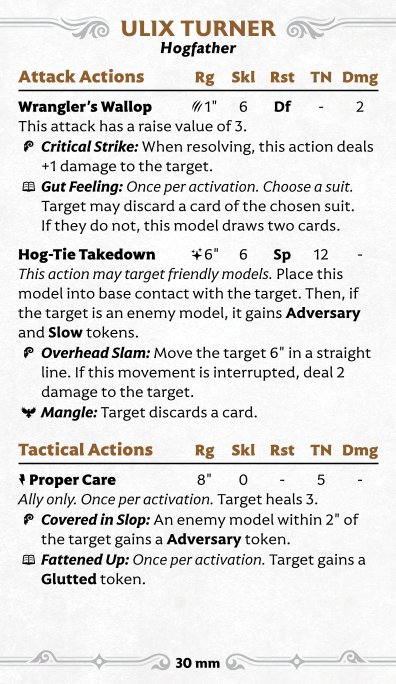 ULIX TURNER
Hogfather
Attack Actions Rg Skl Rst TN Dmg
Wrangler's Wallop 1" 6 Df - 2
This attack has a raise value of 3.
Critical Strike: When resolving, this action deals
+1 damage to the target.
Gut Feeling: Once per activation. Choose a suit.
Target may discard a card of the chosen suit.
If they do not, this model draws two cards.
Hog-Tie Takedown 6" 6 Sp 12 -
This action may target friendly models. Place this
model into base contact with the target. Then, if
the target is an enemy model, it gains Adversary
and Slow tokens.
Overhead Slam: Move the target 6" in a straight
line. If this movement is interrupted, deal 2
damage to the target.
Mangle: Target discards a card.
Tactical Actions Rg Skl Rst TN Dmg
Proper Care 8" 0 - 5 -
Ally only. Once per activation. Target heals 3.
Covered in Slop: An enemy model within 2" of
the target gains a Adversary token.
Fattened Up: Once per activation. Target gains a
Glutted token.
30 mm